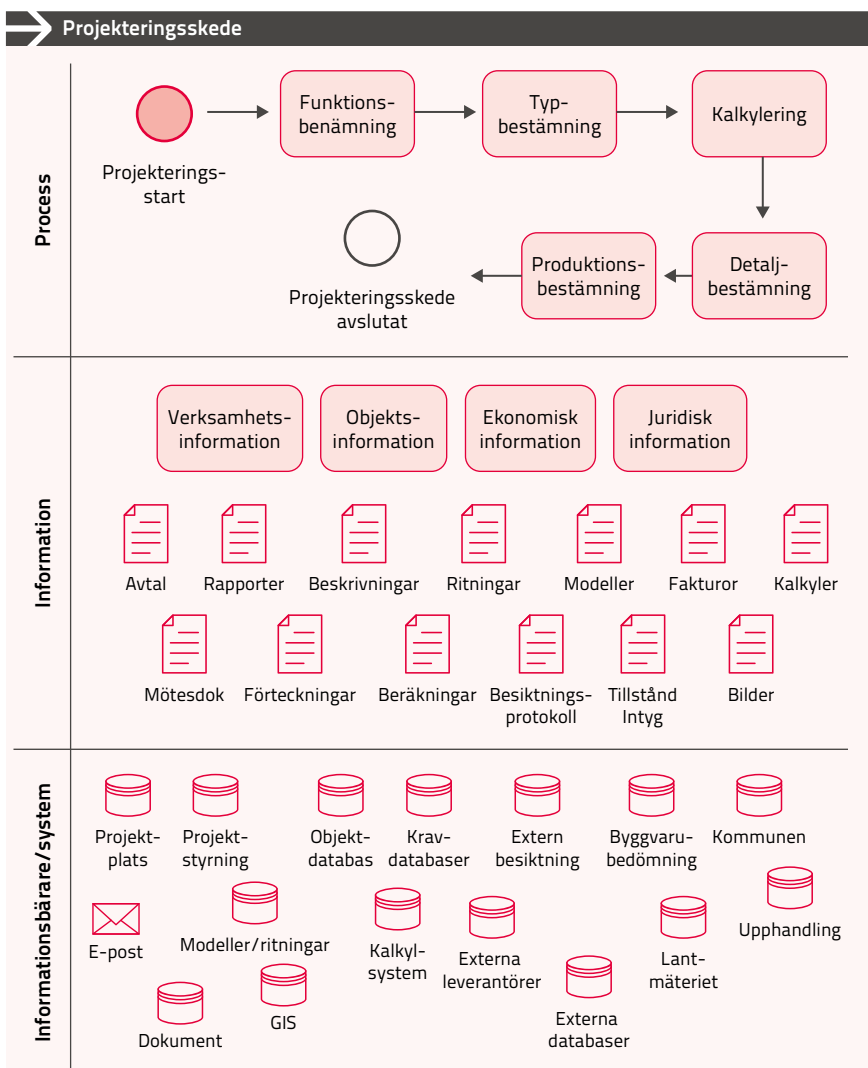 Projekteringsskede
Process
Funktions-
benämning
Typ-
bestämning
Kalkylering
Projekterings-
start
Produktions-
bestämning
Detalj-
bestämning
Projekteringsskede
avslutat
Information
Verksamhets-
information
Objekts-
information
Ekonomisk
information
Juridisk
information
Avtal
Rapporter
Beskrivningar
Ritningar
Modeller
Fakturor
Kalkyler
Mötesdok
Förteckningar
Beräkningar
Besiktnings-
protokoll
Tillstånd
Intyg
Bilder
Informationsbärare/system
Projekt-
plats
Projekt-
styrning
Objekt-
databas
Krav-
databaser
Extern
besiktning
Byggvaru-
bedömning
Kommunen
E-post
Modeller/ritningar
Kalkyl-
system
Externa
leverantörer
Lant-
mäteriet
Upphandling
Dokument
GIS
Externa
databaser